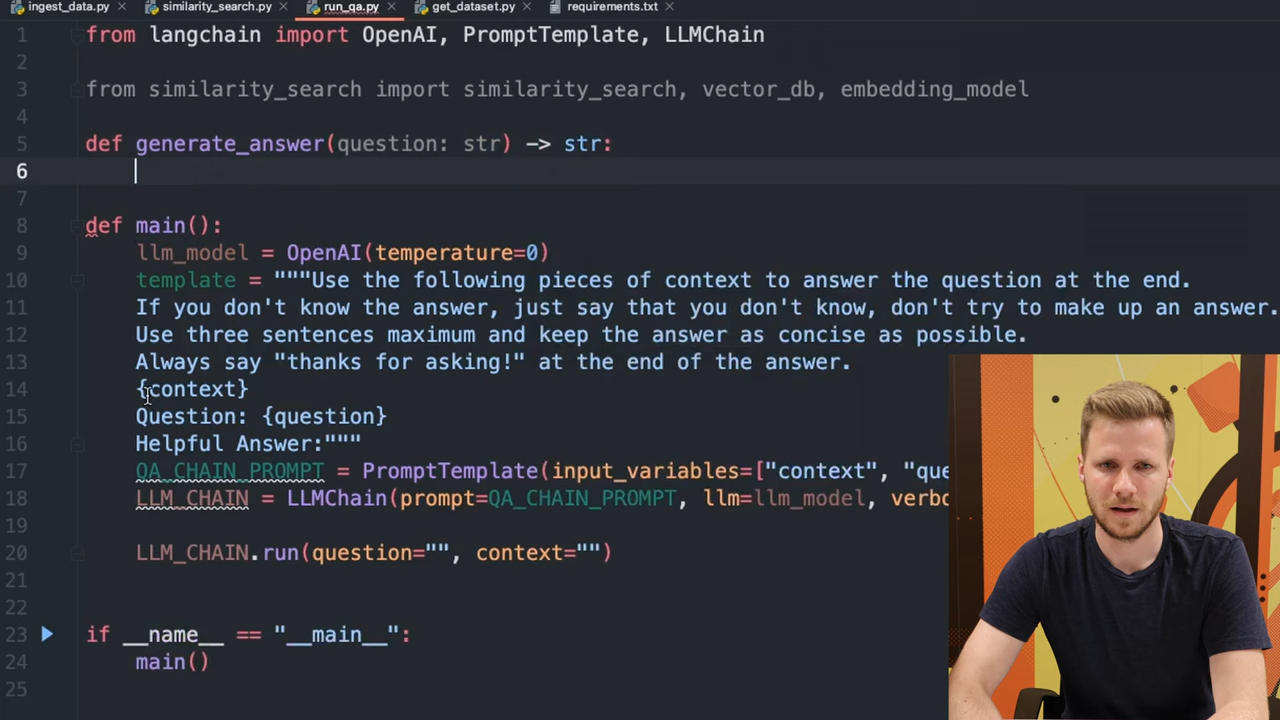 ingest_data.py similarity_search.py run_qa.py get_dataset.py requirements.txt
1 from langchain import OpenAI, PromptTemplate, LLMChain
2
3 from similarity_search import similarity_search, vector_db, embedding_model
4
5 def generate_answer(question: str) -> str:
6
7
8 def main():
9 llm_model = OpenAI(temperature=0)
10 template = """Use the following pieces of context to answer the question at the end.
11 If you don't know the answer, just say that you don't know, don't try to make up an answer.
12 Use three sentences maximum and keep the answer as concise as possible.
13 Always say "thanks for asking!" at the end of the answer.
14 {context}
15 Question: {question}
16 Helpful Answer:"""
17 QA_CHAIN_PROMPT = PromptTemplate(input_variables=["context", "que
18 LLM_CHAIN = LLMChain(prompt=QA_CHAIN_PROMPT, llm=llm_model, verbo
19
20 LLM_CHAIN.run(question="", context="")
21
22
23 if __name__ == "__main__":
24 main()
25